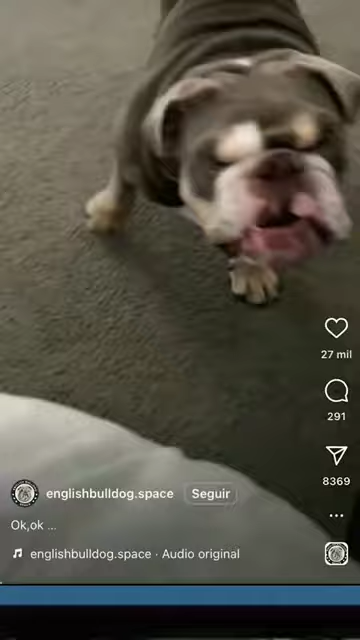 27 mil
291
8369
englishbulldog.space Seguir
Ok,ok ...
englishbulldog.space · Audio original